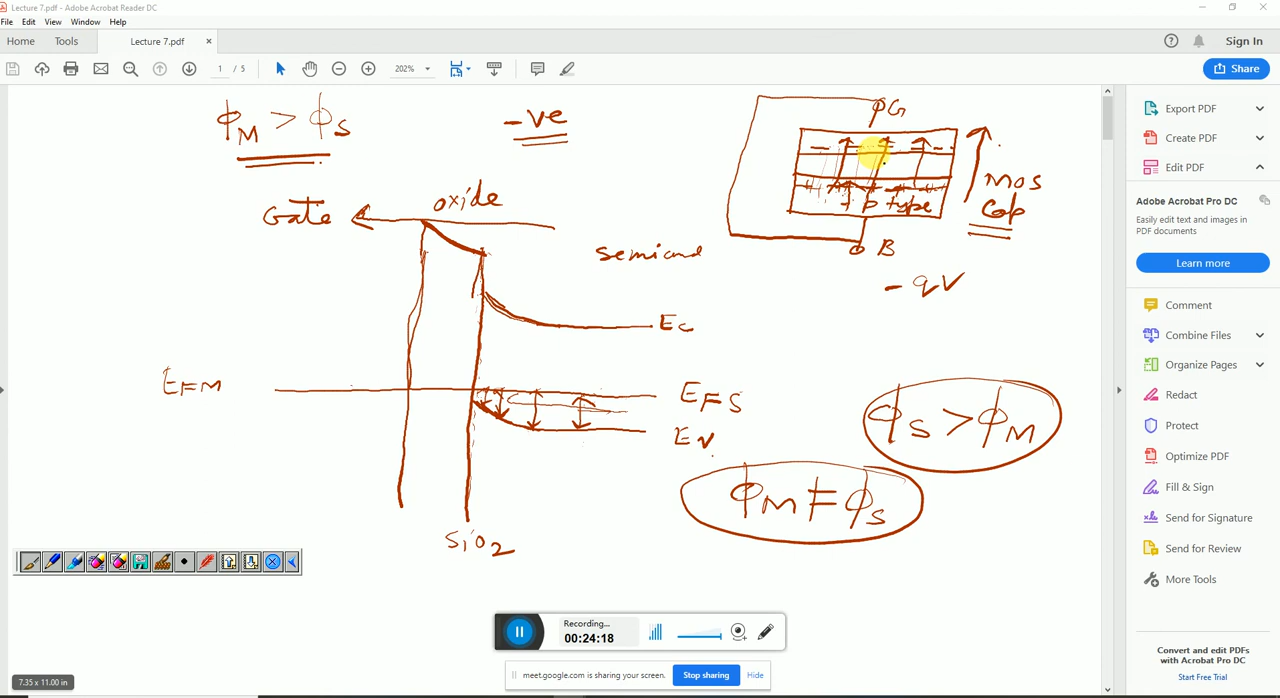 Lecture 7.pdf - Adobe Acrobat Reader DC
File Edit View Window Help
Home Tools Lecture 7.pdf × Sign In
1 / 5 202% Share
ϕM > ϕS
-ve
G
p type
MOS
Cap
B
-qV
Gate
oxide
semicond
Ec
EFM
EFS
EV
ϕS > ϕM
ϕM ≠ ϕS
SiO2
Export PDF
Create PDF
Edit PDF
Adobe Acrobat Pro DC
Easily edit text and images in
PDF documents
Learn more
Comment
Combine Files
Organize Pages
Redact
Protect
Optimize PDF
Fill & Sign
Send for Signature
Send for Review
More Tools
Convert and edit PDFs
with Acrobat Pro DC
Start Free Trial
Recording...
00:24:18
meet.google.com is sharing your screen. Stop sharing Hide
7.35 x 11.00 in